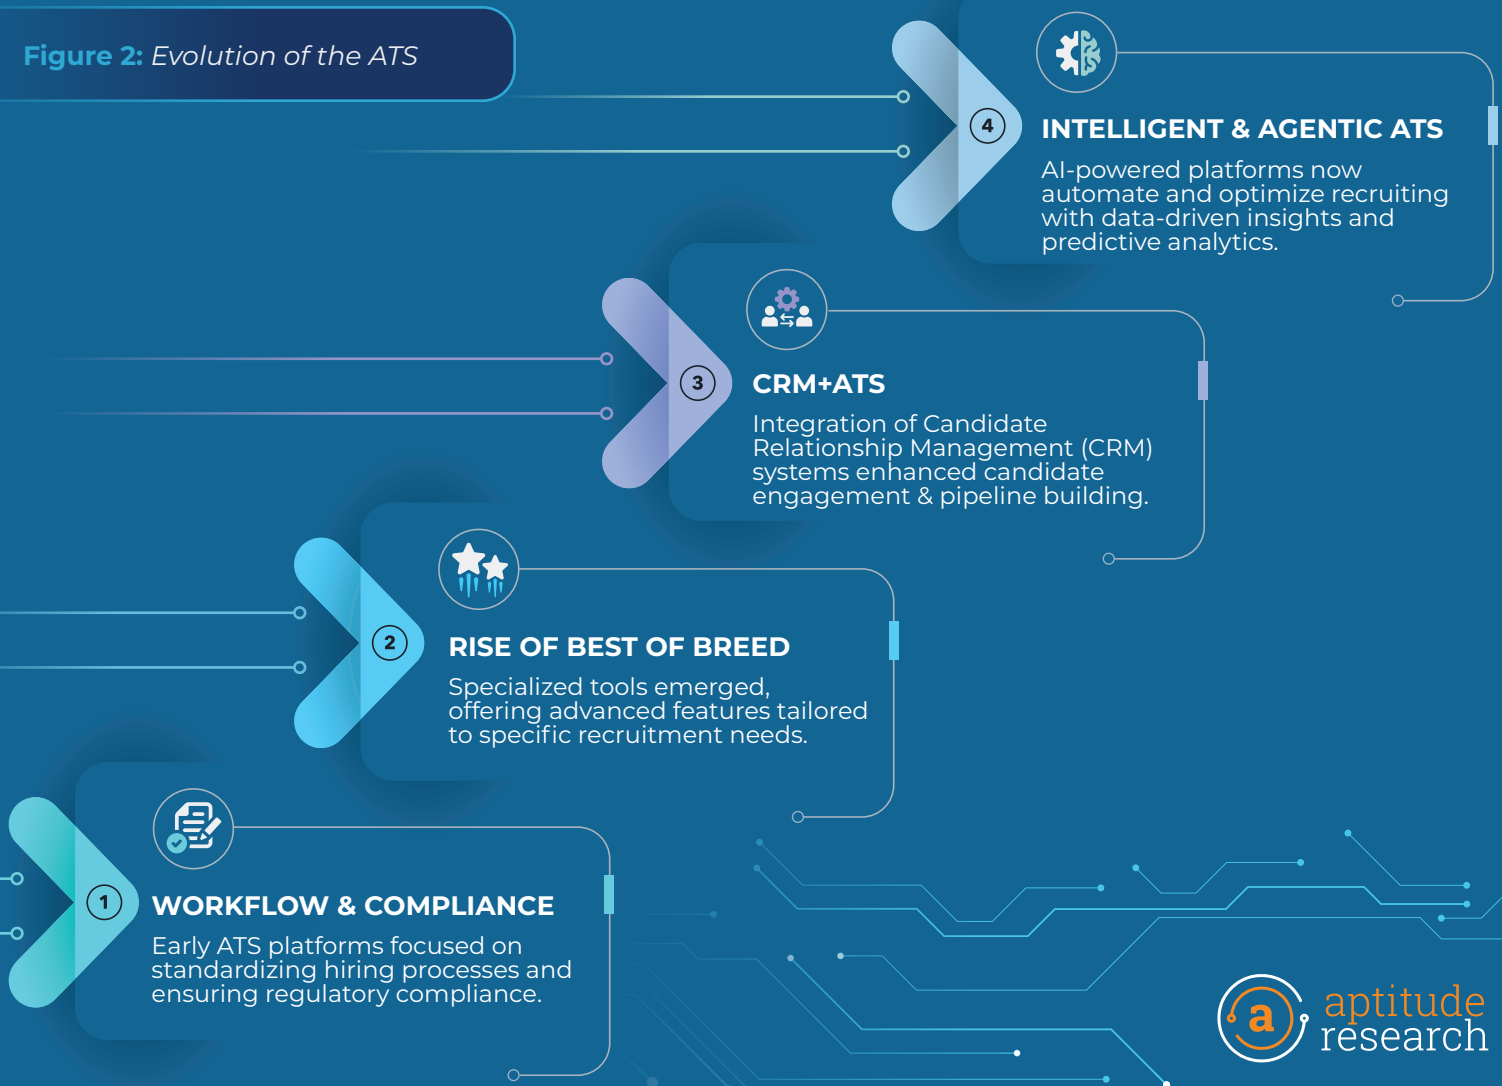 Figure 2: Evolution of the ATS
4
INTELLIGENT & AGENTIC ATS
AI-powered platforms now
automate and optimize recruiting
with data-driven insights and
predictive analytics.
3
CRM+ATS
Integration of Candidate
Relationship Management (CRM)
systems enhanced candidate
engagement & pipeline building.
2
RISE OF BEST OF BREED
Specialized tools emerged,
offering advanced features tailored
to specific recruitment needs.
1
WORKFLOW & COMPLIANCE
Early ATS platforms focused on
standardizing hiring processes and
ensuring regulatory compliance.
a
aptitude
research